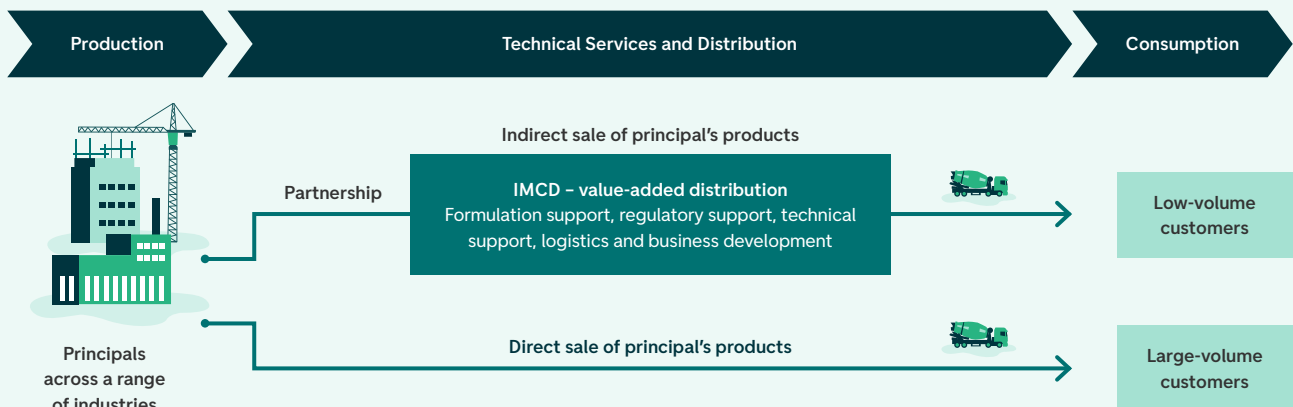 Production
Technical Services and Distribution
Consumption
Indirect sale of principal's products
Partnership
IMCD – value-added distribution
Formulation support, regulatory support, technical
support, logistics and business development
Low-volume
customers
Direct sale of principal's products
Principals
across a range
of industries
Large-volume
customers